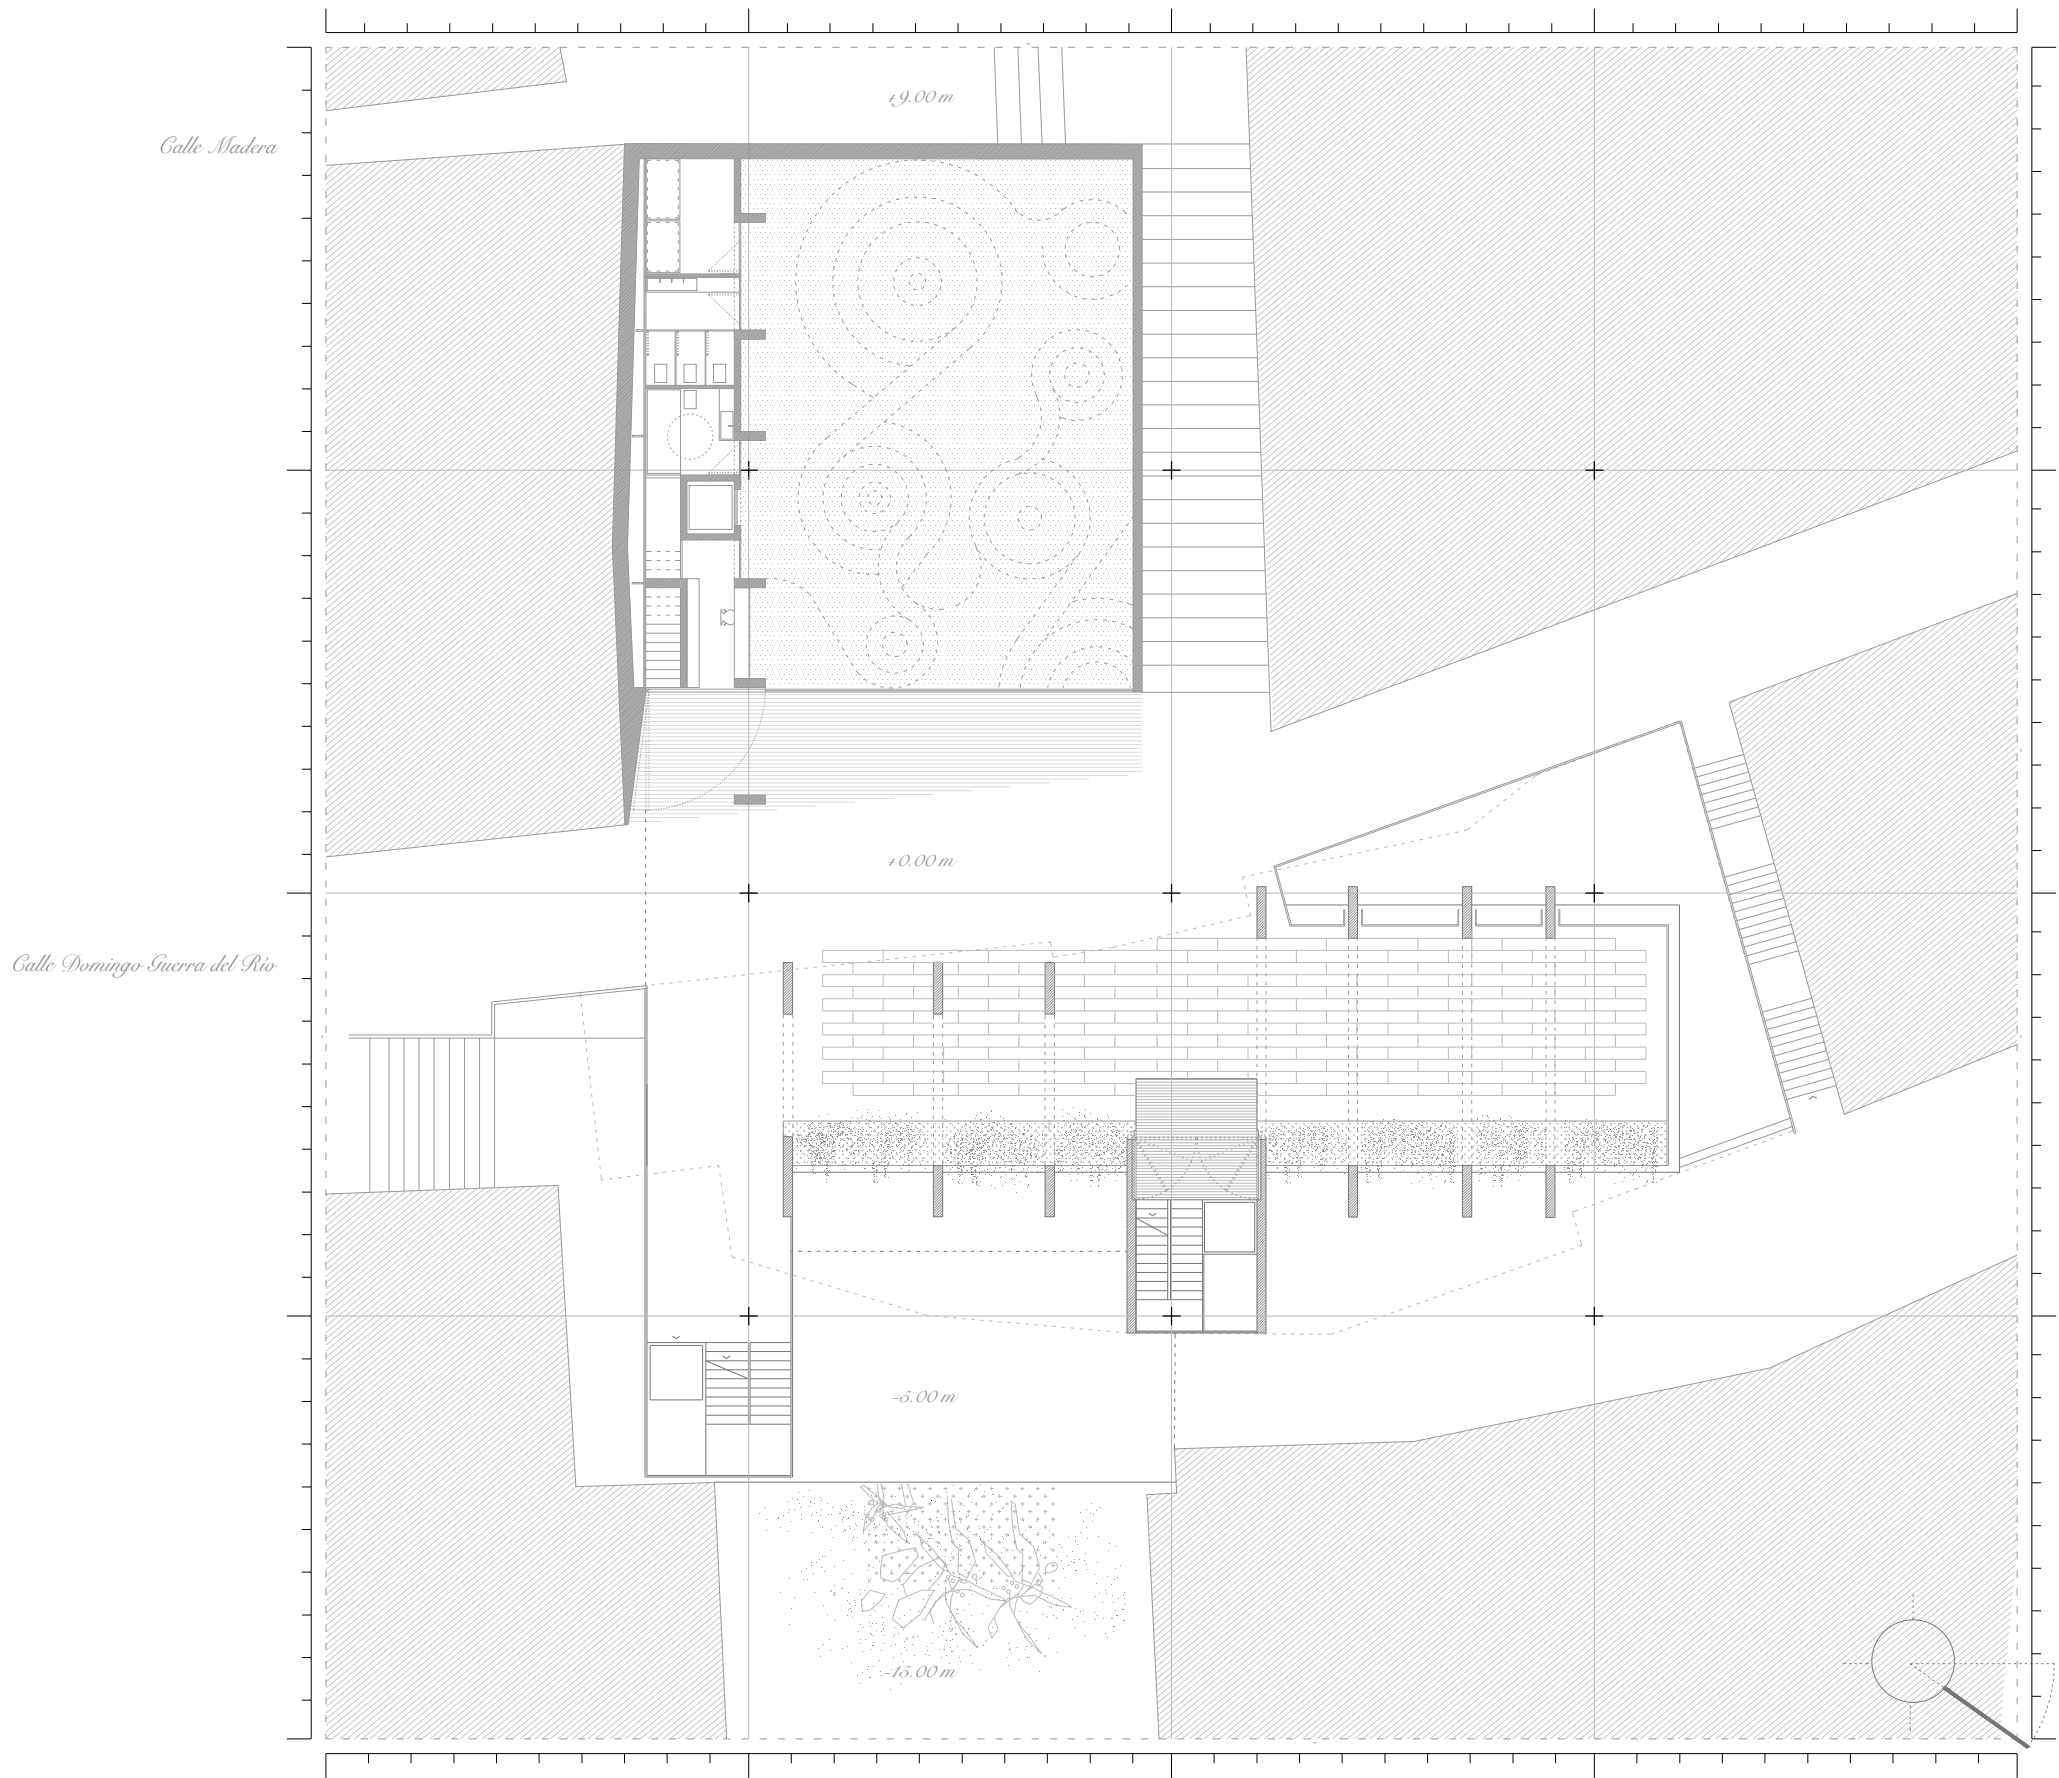 +9.00 m
Calle Madera
+0.00 m
Calle Domingo Guerra del Río
-5.00 m
-15.00 m